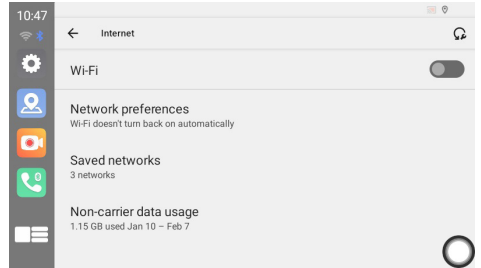 10:47
Internet
Wi-Fi
Network preferences
Wi-Fi doesn't turn back on automatically
Saved networks
3 networks
Non-carrier data usage
1.15 GB used Jan 10 – Feb 7